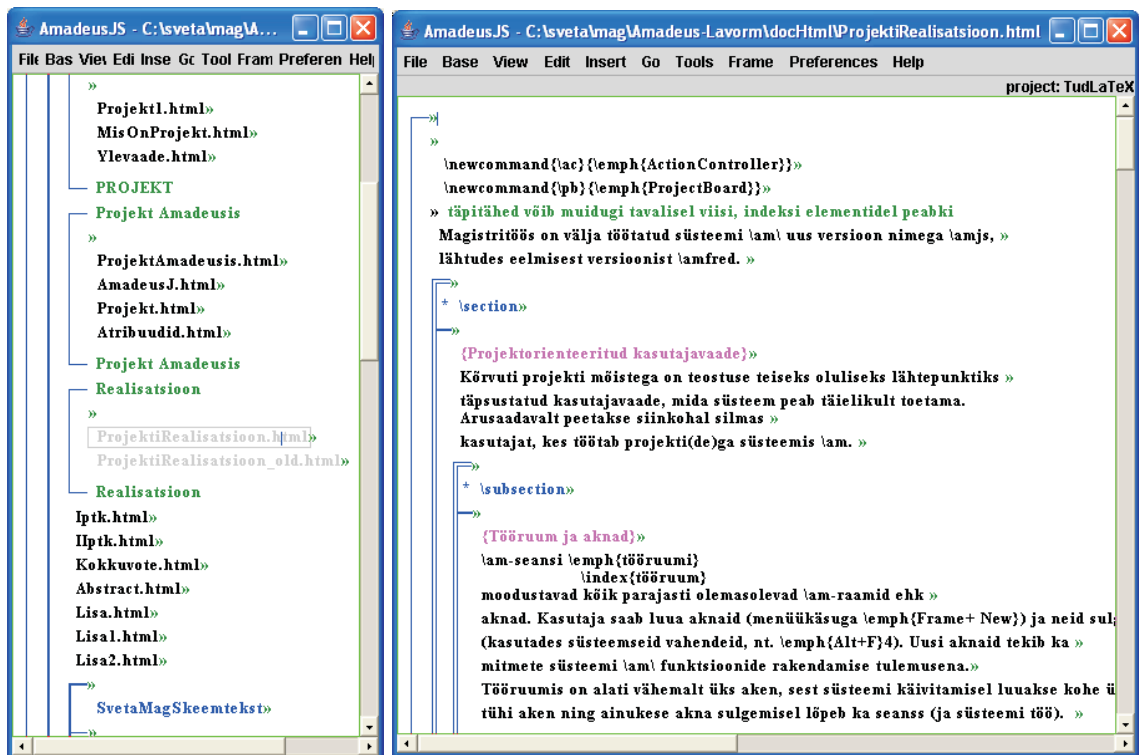 AmadeusJS - C:\sveta\mag\A...
File Bas View Edi Inse Gc Tool Fram Preferen Hel
»
Projekt1.html»
MisOnProjekt.html»
Ylevaade.html»
PROJEKT
Projekt Amadeusis
»
ProjektAmadeusis.html»
AmadeusJ.html»
Projekt.html»
Atribuudid.html»
Projekt Amadeusis
Realisatsioon
»
ProjektiRealisatsioon.html»
ProjektiRealisatsioon_old.html»
Realisatsioon
Iptk.html»
IIptk.html»
Kokkuvote.html»
Abstract.html»
Lisa.html»
Lisa1.html»
Lisa2.html»
»
SvetaMagSkeemtekst»
»
AmadeusJS - C:\sveta\mag\Amadeus-Lavorm\docHtml\ProjektiRealisatsioon.html
File Base View Edit Insert Go Tools Frame Preferences Help
project: TudLaTeX
»
»
\newcommand{\ac}{\emph{ActionController}}»
\newcommand{\pb}{\emph{ProjectBoard}}»
» täpitähed võib muidugi tavalisel viisi, indeksi elementidel peabki
Magistritöös on välja töötatud süsteemi \am\ uus versioon nimega \amjs, »
lähtudes eelmisest versioonist \amfred. »
»
* \section»
»
{Projektorienteeritud kasutajavaade}»
Kõrvuti projekti mõistega on teostuse teiseks oluliseks lähtepunktiks »
täpsustatud kasutajavaade, mida süsteem peab täielikult toetama.
Arusaadavalt peetakse siinkohal silmas »
kasutajat, kes töötab projekti(de)ga süsteemis \am. »
»
* \subsection»
»
{Tööruum ja aknad}»
\am-seansi \emph{tööruumi}
\index{tööruum}
moodustavad kõik parajasti olemasolevad \am-raamid ehk »
aknad. Kasutaja saab luua aknaid (menüükäsuga \emph{Frame+ New}) ja neid sulg
(kasutades süsteemseid vahendeid, nt. \emph{Alt+F}4). Uusi aknaid tekib ka »
mitmete süsteemi \am\ funktsioonide rakendamise tulemusena.»
Tööruumis on alati vähemalt üks aken, sest süsteemi käivitamisel luuakse kohe ü
tühi aken ning ainukese akna sulgemisel lõpeb ka seanss (ja süsteemi töö). »